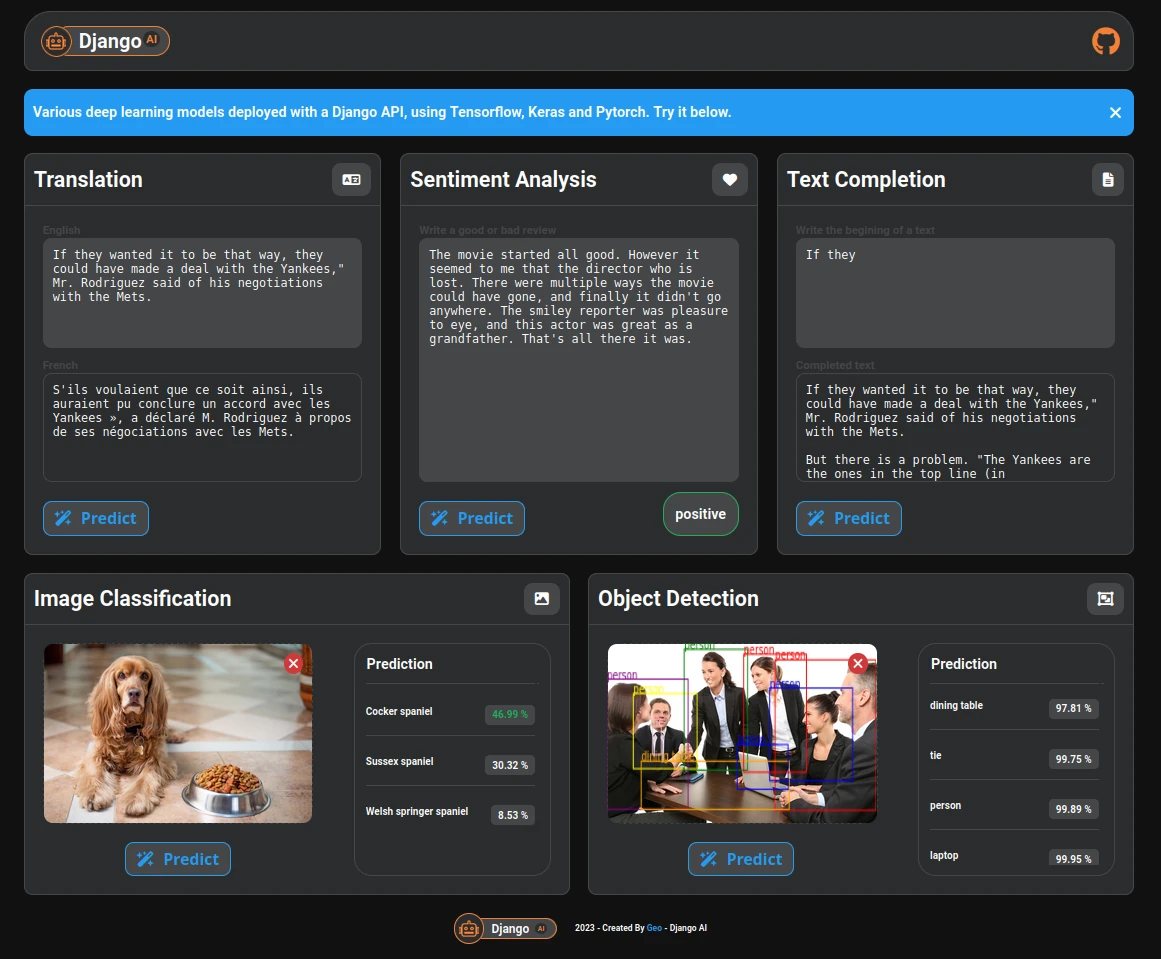 Django AI
Various deep learning models deployed with a Django API, using Tensorflow, Keras and Pytorch. Try it below.
Translation
English
If they wanted it to be that way, they
could have made a deal with the Yankees,"
Mr. Rodriguez said of his negotiations
with the Mets.
French
S'ils voulaient que ce soit ainsi, ils
auraient pu conclure un accord avec les
Yankees », a déclaré M. Rodriguez à propos
de ses négociations avec les Mets.
Predict
Sentiment Analysis
Write a good or bad review
The movie started all good. However it
seemed to me that the director who is
lost. There were multiple ways the movie
could have gone, and finally it didn't go
anywhere. The smiley reporter was pleasure
to eye, and this actor was great as a
grandfather. That's all there it was.
Predict
positive
Text Completion
Write the begining of a text
If they
Completed text
If they wanted it to be that way, they
could have made a deal with the Yankees,"
Mr. Rodriguez said of his negotiations
with the Mets.
But there is a problem. "The Yankees are
the ones in the top line (in
Predict
Image Classification
Prediction
Cocker spaniel 46.99 %
Sussex spaniel 30.32 %
Welsh springer spaniel 8.53 %
Predict
Object Detection
person
person
person
person
person
person
Prediction
dining table 97.81 %
tie 99.75 %
person 99.89 %
laptop 99.95 %
Predict
Django AI
2023 - Created By Geo - Django AI